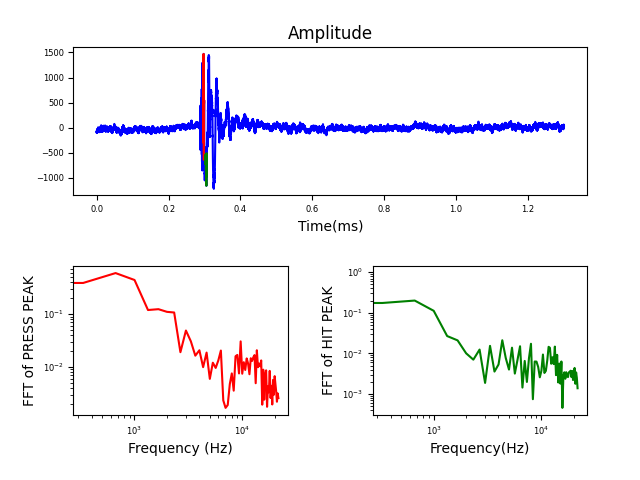 Amplitude
1500
1000
500
0
−500
−1000
0.0 0.2 0.4 0.6 0.8 1.0 1.2
Time(ms)
FFT of PRESS PEAK
10⁻¹
10⁻²
10³ 10⁴
Frequency (Hz)
FFT of HIT PEAK
10⁰
10⁻¹
10⁻²
10⁻³
10³ 10⁴
Frequency(Hz)